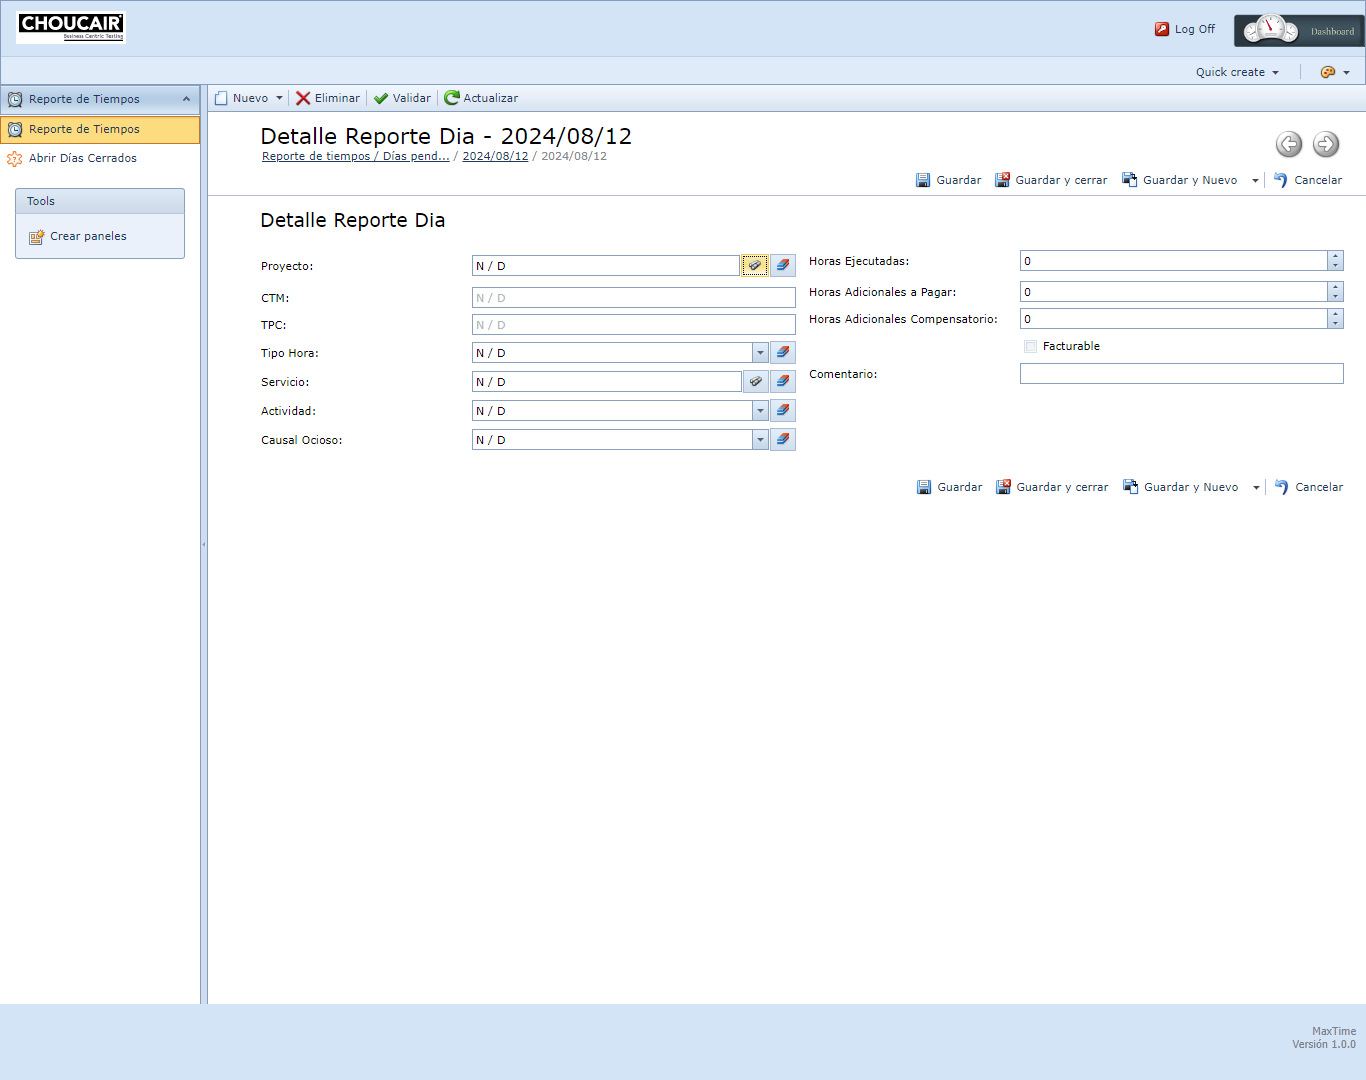 CHOUCAIR
Business Centric Testing
Log Off
Dashboard
Quick create
Reporte de Tiempos
Nuevo
Eliminar
Validar
Actualizar
Reporte de Tiempos
Abrir Días Cerrados
Tools
Crear paneles
Detalle Reporte Dia - 2024/08/12
Reporte de tiempos / Días pend... / 2024/08/12 / 2024/08/12
Guardar
Guardar y cerrar
Guardar y Nuevo
Cancelar
Detalle Reporte Dia
Proyecto: N / D
CTM: N / D
TPC: N / D
Tipo Hora: N / D
Servicio: N / D
Actividad: N / D
Causal Ocioso: N / D
Horas Ejecutadas: 0
Horas Adicionales a Pagar: 0
Horas Adicionales Compensatorio: 0
Facturable
Comentario:
Guardar
Guardar y cerrar
Guardar y Nuevo
Cancelar
MaxTime
Versión 1.0.0